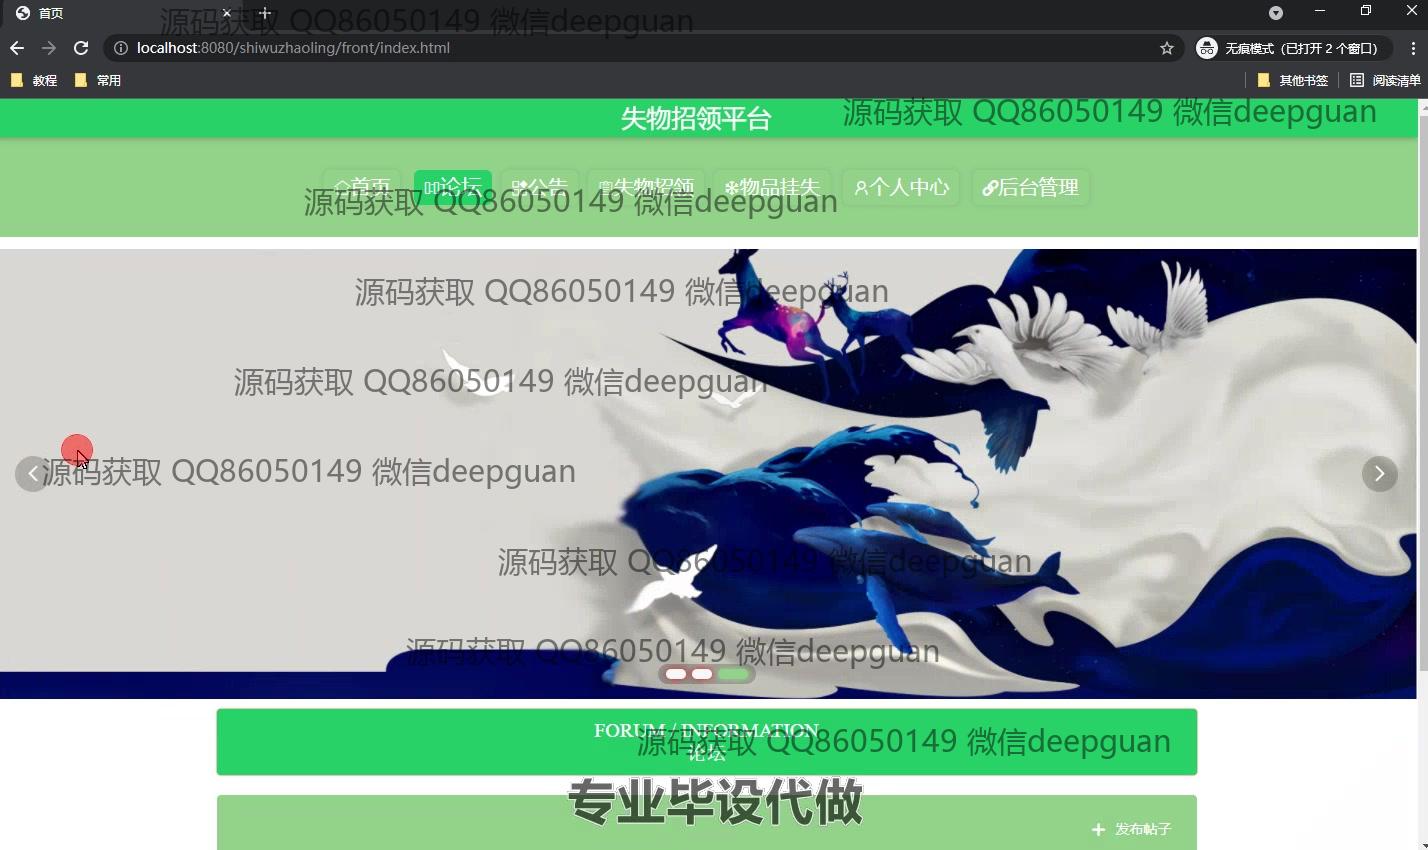 首页
源码获取 QQ86050149 微信deepguan
localhost:8080/shiwuzhaoling/front/index.html
无痕模式（已打开 2 个窗口）
教程
常用
其他书签
阅读清单
失物招领平台
源码获取 QQ86050149 微信deepguan
首页
论坛
公告
失物招领
物品挂失
个人中心
后台管理
源码获取 QQ86050149 微信deepguan
源码获取 QQ86050149 微信deepguan
源码获取 QQ86050149 微信deepguan
源码获取 QQ86050149 微信deepguan
源码获取 QQ86050149 微信deepguan
源码获取 QQ86050149 微信deepguan
FORUM / INFORMATION
源码获取 QQ86050149 微信deepguan
论坛
专业毕设代做
发布帖子